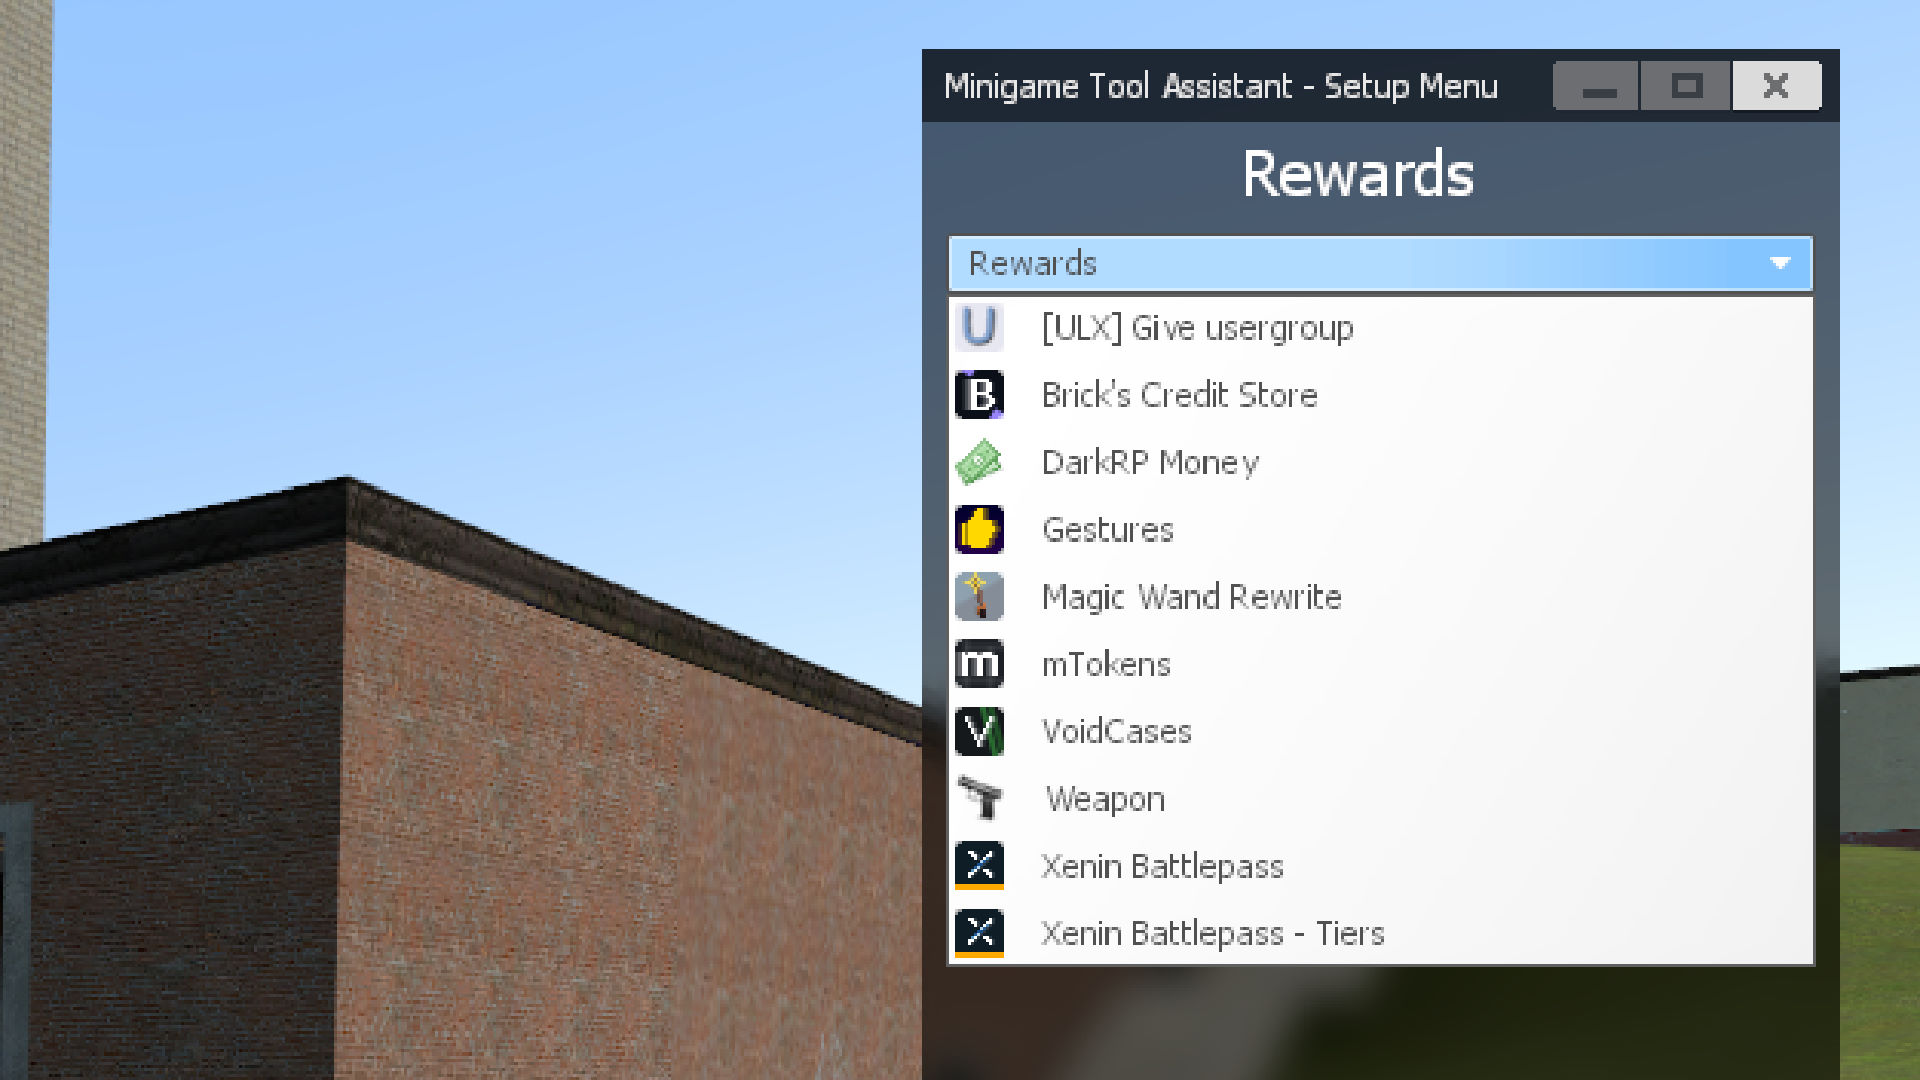 Minigame Tool Assistant - Setup Menu
Rewards
Rewards
[ULX] Give usergroup
Brick's Credit Store
DarkRP Money
Gestures
Magic Wand Rewrite
mTokens
VoidCases
Weapon
Xenin Battlepass
Xenin Battlepass - Tiers